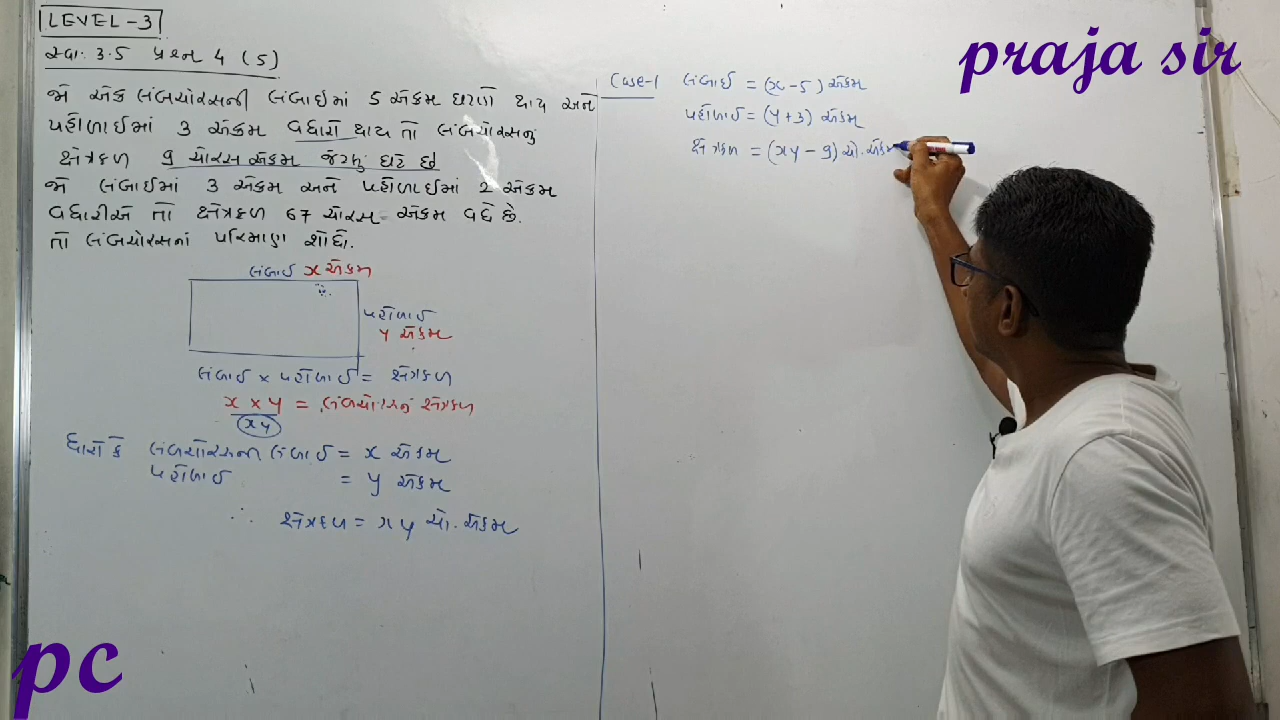 LEVEL-3
સ્વા: 3.5 પ્રશ્ન 4 (5)
જો એક લંબચોરસની લંબાઈમાં 5 એકમ ઘટાડો થાય અને
પહોળાઈમાં 3 એકમ વધારો થાય તો લંબચોરસનું
ક્ષેત્રફળ 9 ચોરસ એકમ જેટલું ઘટે છે
જો લંબાઈમાં 3 એકમ અને પહોળાઈમાં 2 એકમ
વધારીએ તો ક્ષેત્રફળ 67 ચોરસ એકમ વધે છે.
તો લંબચોરસનાં પરિમાણ શોધો.
લંબાઈ x એકમ
પહોળાઈ
y એકમ
લંબાઈ x પહોળાઈ = ક્ષેત્રફળ
x x y = લંબચોરસનું ક્ષેત્રફળ
xy
ધારો કે લંબચોરસની લંબાઈ = x એકમ
પહોળાઈ = y એકમ
∴ ક્ષેત્રફળ = xy ચો. એકમ
Case-1 લંબાઈ = (x-5) એકમ
પહોળાઈ = (y+3) એકમ
ક્ષેત્રફળ = (xy - 9) ચો. એકમ
praja sir
pc